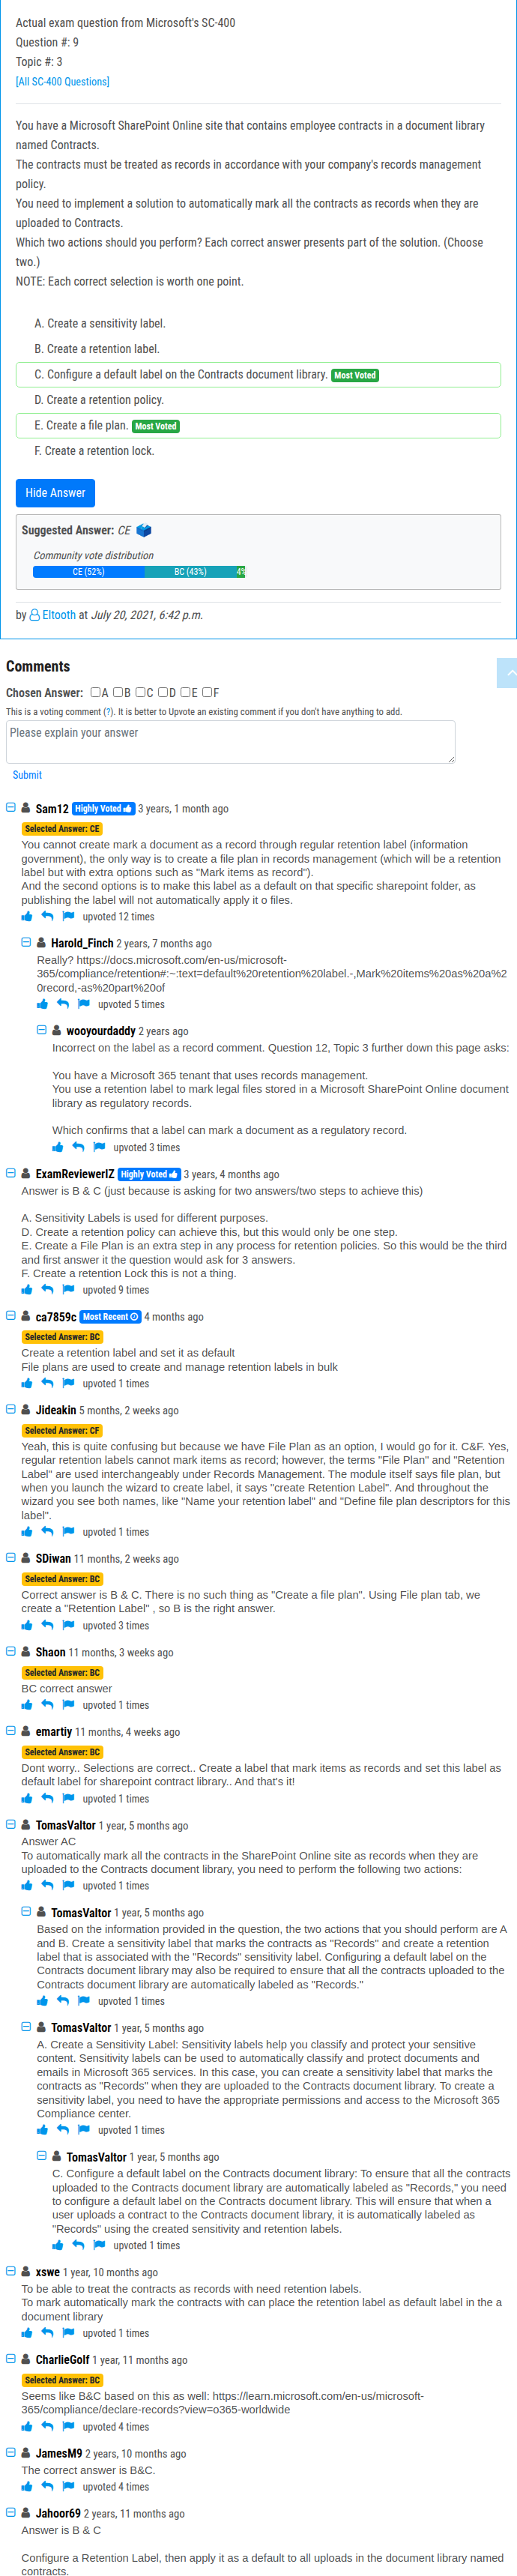 Actual exam question from Microsoft's SC-400
Question #: 9
Topic #: 3
[All SC-400 Questions]
You have a Microsoft SharePoint Online site that contains employee contracts in a document library
named Contracts.
The contracts must be treated as records in accordance with your company's records management
policy.
You need to implement a solution to automatically mark all the contracts as records when they are
uploaded to Contracts.
Which two actions should you perform? Each correct answer presents part of the solution. (Choose
two.)
NOTE: Each correct selection is worth one point.
A. Create a sensitivity label.
B. Create a retention label.
C. Configure a default label on the Contracts document library. Most Voted
D. Create a retention policy.
E. Create a file plan. Most Voted
F. Create a retention lock.
Hide Answer
Suggested Answer: CE
Community vote distribution
CE (52%) BC (43%) 4%
by Eltooth at July 20, 2021, 6:42 p.m.
Comments
Chosen Answer: A B C D E F
This is a voting comment (?). It is better to Upvote an existing comment if you don't have anything to add.
Please explain your answer
Submit
Sam12 Highly Voted 3 years, 1 month ago
Selected Answer: CE
You cannot create mark a document as a record through regular retention label (information
government), the only way is to create a file plan in records management (which will be a retention
label but with extra options such as "Mark items as record").
And the second options is to make this label as a default on that specific sharepoint folder, as
publishing the label will not automatically apply it o files.
upvoted 12 times
Harold_Finch 2 years, 7 months ago
Really? https://docs.microsoft.com/en-us/microsoft-
365/compliance/retention#:~:text=default%20retention%20label.-,Mark%20items%20as%20a%2
0record,-as%20part%20of
upvoted 5 times
wooyourdaddy 2 years ago
Incorrect on the label as a record comment. Question 12, Topic 3 further down this page asks:
You have a Microsoft 365 tenant that uses records management.
You use a retention label to mark legal files stored in a Microsoft SharePoint Online document
library as regulatory records.
Which confirms that a label can mark a document as a regulatory record.
upvoted 3 times
ExamReviewerIZ Highly Voted 3 years, 4 months ago
Answer is B & C (just because is asking for two answers/two steps to achieve this)
A. Sensitivity Labels is used for different purposes.
D. Create a retention policy can achieve this, but this would only be one step.
E. Create a File Plan is an extra step in any process for retention policies. So this would be the third
and first answer it the question would ask for 3 answers.
F. Create a retention Lock this is not a thing.
upvoted 9 times
ca7859c Most Recent 4 months ago
Selected Answer: BC
Create a retention label and set it as default
File plans are used to create and manage retention labels in bulk
upvoted 1 times
Jideakin 5 months, 2 weeks ago
Selected Answer: CF
Yeah, this is quite confusing but because we have File Plan as an option, I would go for it. C&F. Yes,
regular retention labels cannot mark items as record; however, the terms "File Plan" and "Retention
Label" are used interchangeably under Records Management. The module itself says file plan, but
when you launch the wizard to create label, it says "create Retention Label". And throughout the
wizard you see both names, like "Name your retention label" and "Define file plan descriptors for this
label".
upvoted 1 times
SDiwan 11 months, 2 weeks ago
Selected Answer: BC
Correct answer is B & C. There is no such thing as "Create a file plan". Using File plan tab, we
create a "Retention Label" , so B is the right answer.
upvoted 3 times
Shaon 11 months, 3 weeks ago
Selected Answer: BC
BC correct answer
upvoted 1 times
emartiy 11 months, 4 weeks ago
Selected Answer: BC
Dont worry.. Selections are correct.. Create a label that mark items as records and set this label as
default label for sharepoint contract library.. And that's it!
upvoted 1 times
TomasValtor 1 year, 5 months ago
Answer AC
To automatically mark all the contracts in the SharePoint Online site as records when they are
uploaded to the Contracts document library, you need to perform the following two actions:
upvoted 1 times
TomasValtor 1 year, 5 months ago
Based on the information provided in the question, the two actions that you should perform are A
and B. Create a sensitivity label that marks the contracts as "Records" and create a retention
label that is associated with the "Records" sensitivity label. Configuring a default label on the
Contracts document library may also be required to ensure that all the contracts uploaded to the
Contracts document library are automatically labeled as "Records."
upvoted 1 times
TomasValtor 1 year, 5 months ago
A. Create a Sensitivity Label: Sensitivity labels help you classify and protect your sensitive
content. Sensitivity labels can be used to automatically classify and protect documents and
emails in Microsoft 365 services. In this case, you can create a sensitivity label that marks the
contracts as "Records" when they are uploaded to the Contracts document library. To create a
sensitivity label, you need to have the appropriate permissions and access to the Microsoft 365
Compliance center.
upvoted 1 times
TomasValtor 1 year, 5 months ago
C. Configure a default label on the Contracts document library: To ensure that all the contracts
uploaded to the Contracts document library are automatically labeled as "Records," you need
to configure a default label on the Contracts document library. This will ensure that when a
user uploads a contract to the Contracts document library, it is automatically labeled as
"Records" using the created sensitivity and retention labels.
upvoted 1 times
xswe 1 year, 10 months ago
To be able to treat the contracts as records with need retention labels.
To mark automatically mark the contracts with can place the retention label as default label in the a
document library
upvoted 1 times
CharlieGolf 1 year, 11 months ago
Selected Answer: BC
Seems like B&C based on this as well: https://learn.microsoft.com/en-us/microsoft-
365/compliance/declare-records?view=o365-worldwide
upvoted 4 times
JamesM9 2 years, 10 months ago
The correct answer is B&C.
upvoted 4 times
Jahoor69 2 years, 11 months ago
Answer is B & C
Configure a Retention Label, then apply it as a default to all uploads in the document library named
contracts.